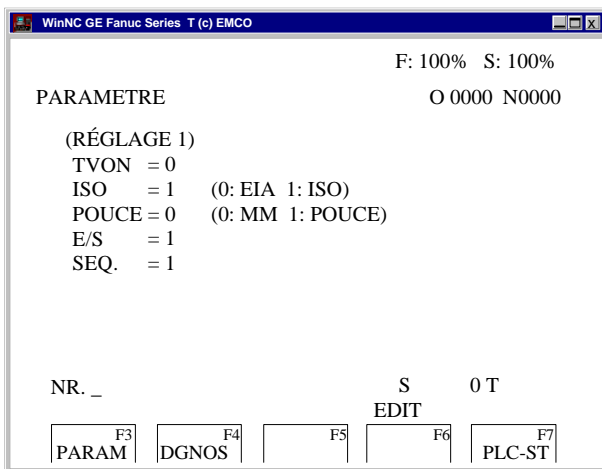 WinNC GE Fanuc Series T (c) EMCO
F: 100% S: 100%
PARAMETRE O 0000 N0000
(RÉGLAGE 1)
TVON = 0
ISO = 1 (0: EIA 1: ISO)
POUCE = 0 (0: MM 1: POUCE)
E/S = 1
SEQ. = 1
NR. _ S 0 T
EDIT
F3 F4 F5 F6 F7
PARAM DGNOS PLC-ST